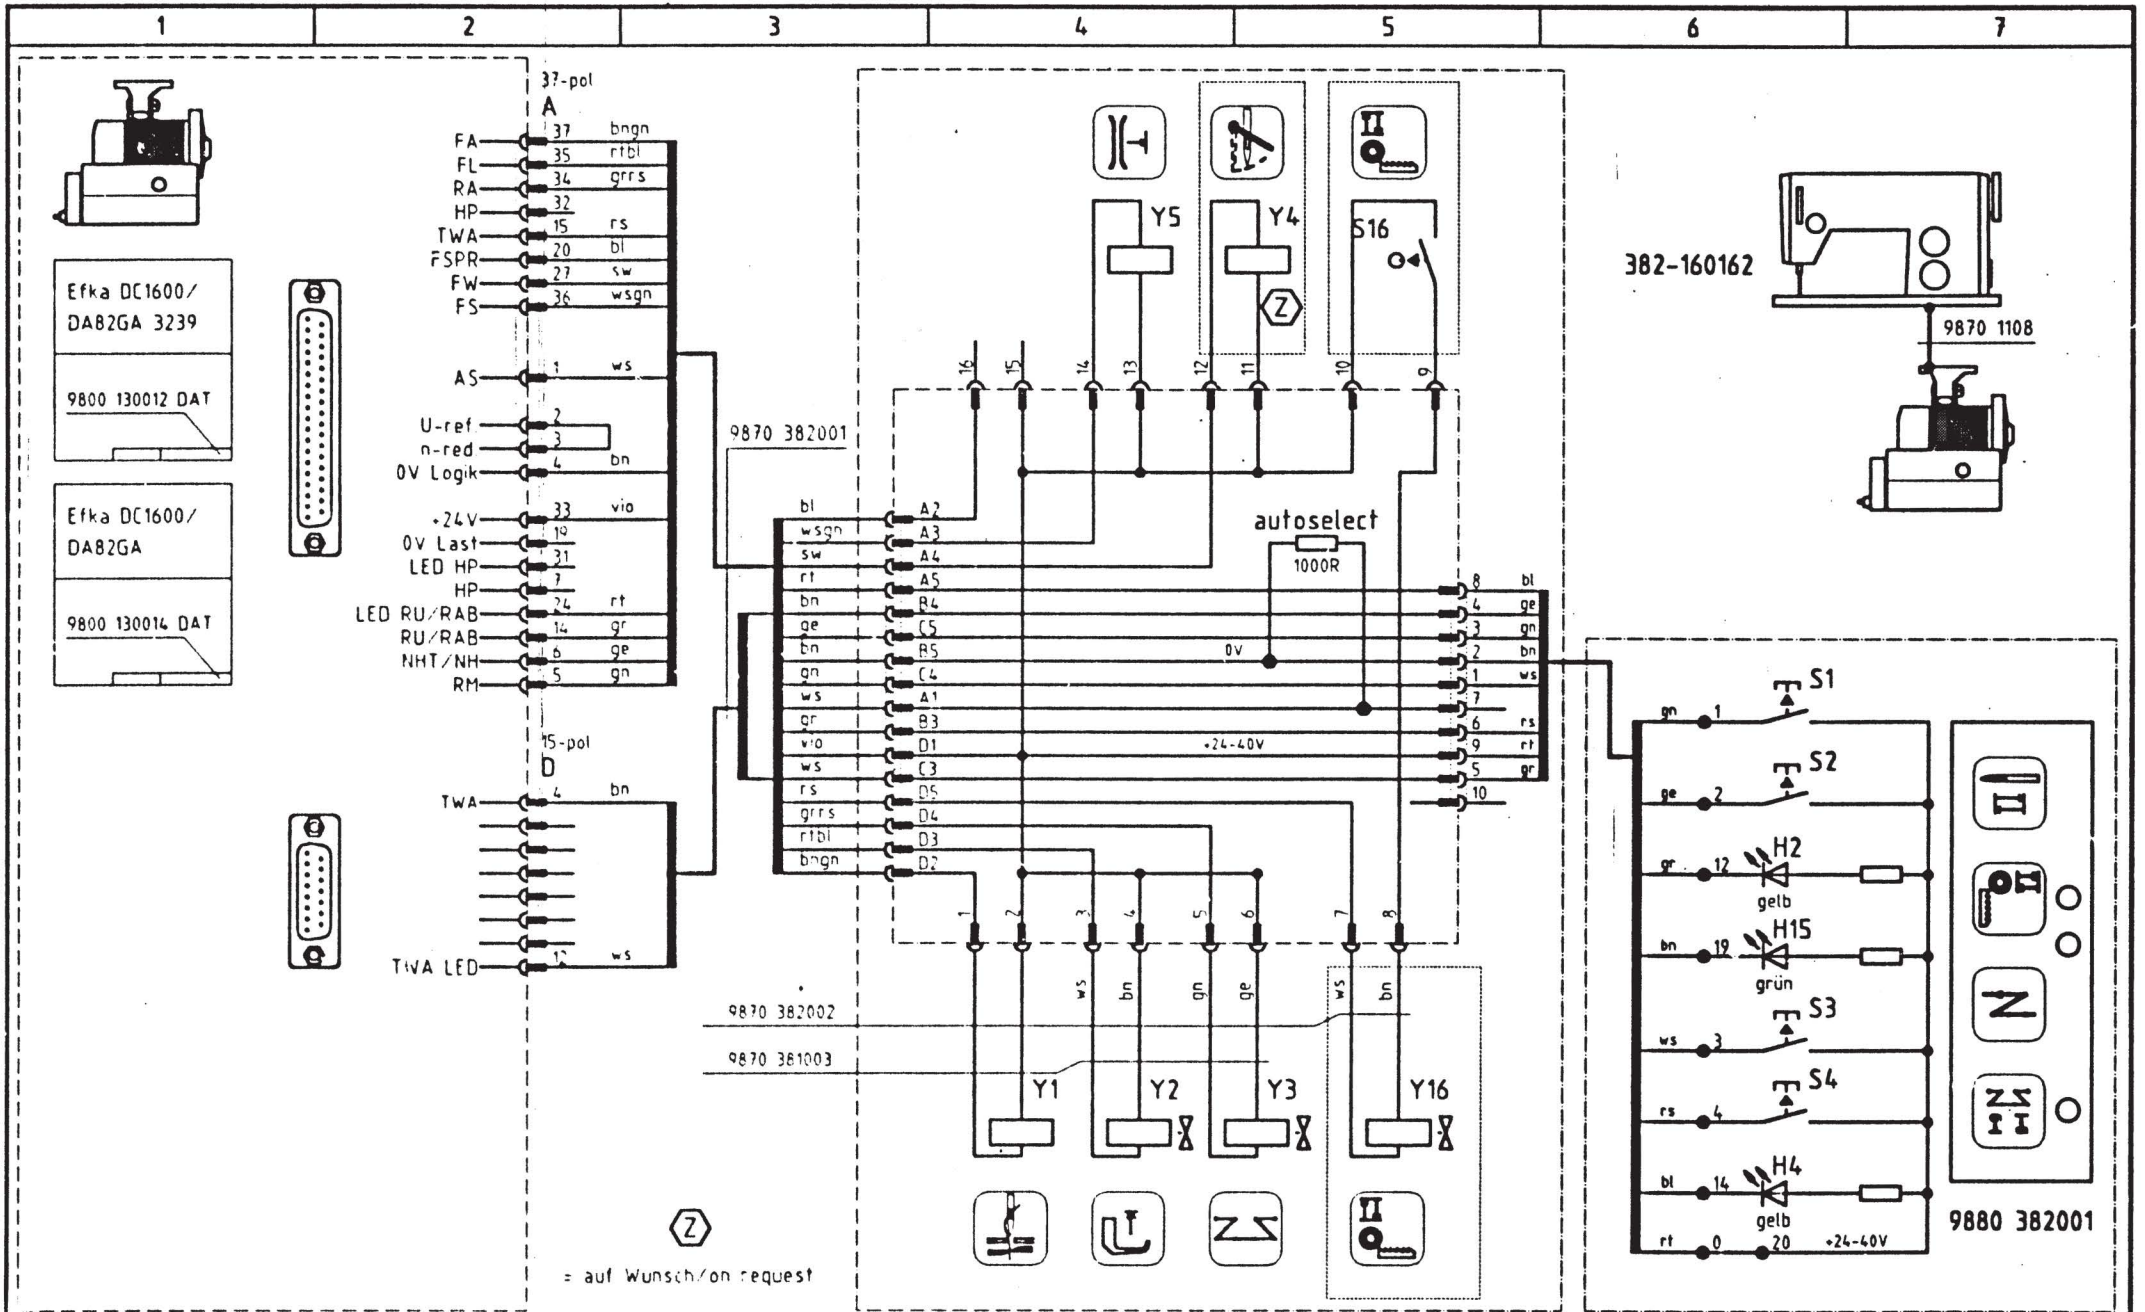 1 2 3 4 5 6 7
37-pol
A
FA 37 bngn
FL 35 rtbl
RA 34 grrs
HP 32
TWA 15 rs
FSPR 20 bl
FW 27 sw
FS 36 wsgn
AS 1 ws
U-ref. 2
n-red 3
0V Logik 4 bn
+24V 33 vio
0V Last 19
LED HP 31
HP 7
LED RU/RAB 24 rt
RU/RAB 14 gr
NHT/NH 6 ge
RM 5 gn
15-pol
D
TWA 4 bn
TWA LED 12 ws
Efka DC1600/
DA82GA 3239
9800 130012 DAT
Efka DC1600/
DA82GA
9800 130014 DAT
9870 382001
Y5
Y4
Z
S16
16 15 14 13 12 11 10 9
bl A2
wsgn A3
sw A4
rt A5
bn B4
ge C5
bn B5
gn C4
ws A1
gr B3
vio D1
ws C3
rs D5
grrs D4
rtbl D3
bngn D2
autoselect
1000R
0V
+24-40V
8 bl
4 ge
3 gn
2 bn
1 ws
7
6 rs
9 rt
5 gr
10
1 2 3 4 5 6 7 8
ws bn gn ge ws bn
9870 382002
9870 381003
Y1
Y2
Y3
Y16
Z
= auf Wunsch/on request
382-160162
9870 1108
gn 1 S1
ge 2 S2
gr 12 H2
gelb
bn 19 H15
grün
ws 3 S3
rs 4 S4
bl 14 H4
gelb
rt 0 20 +24-40V
9880 382001